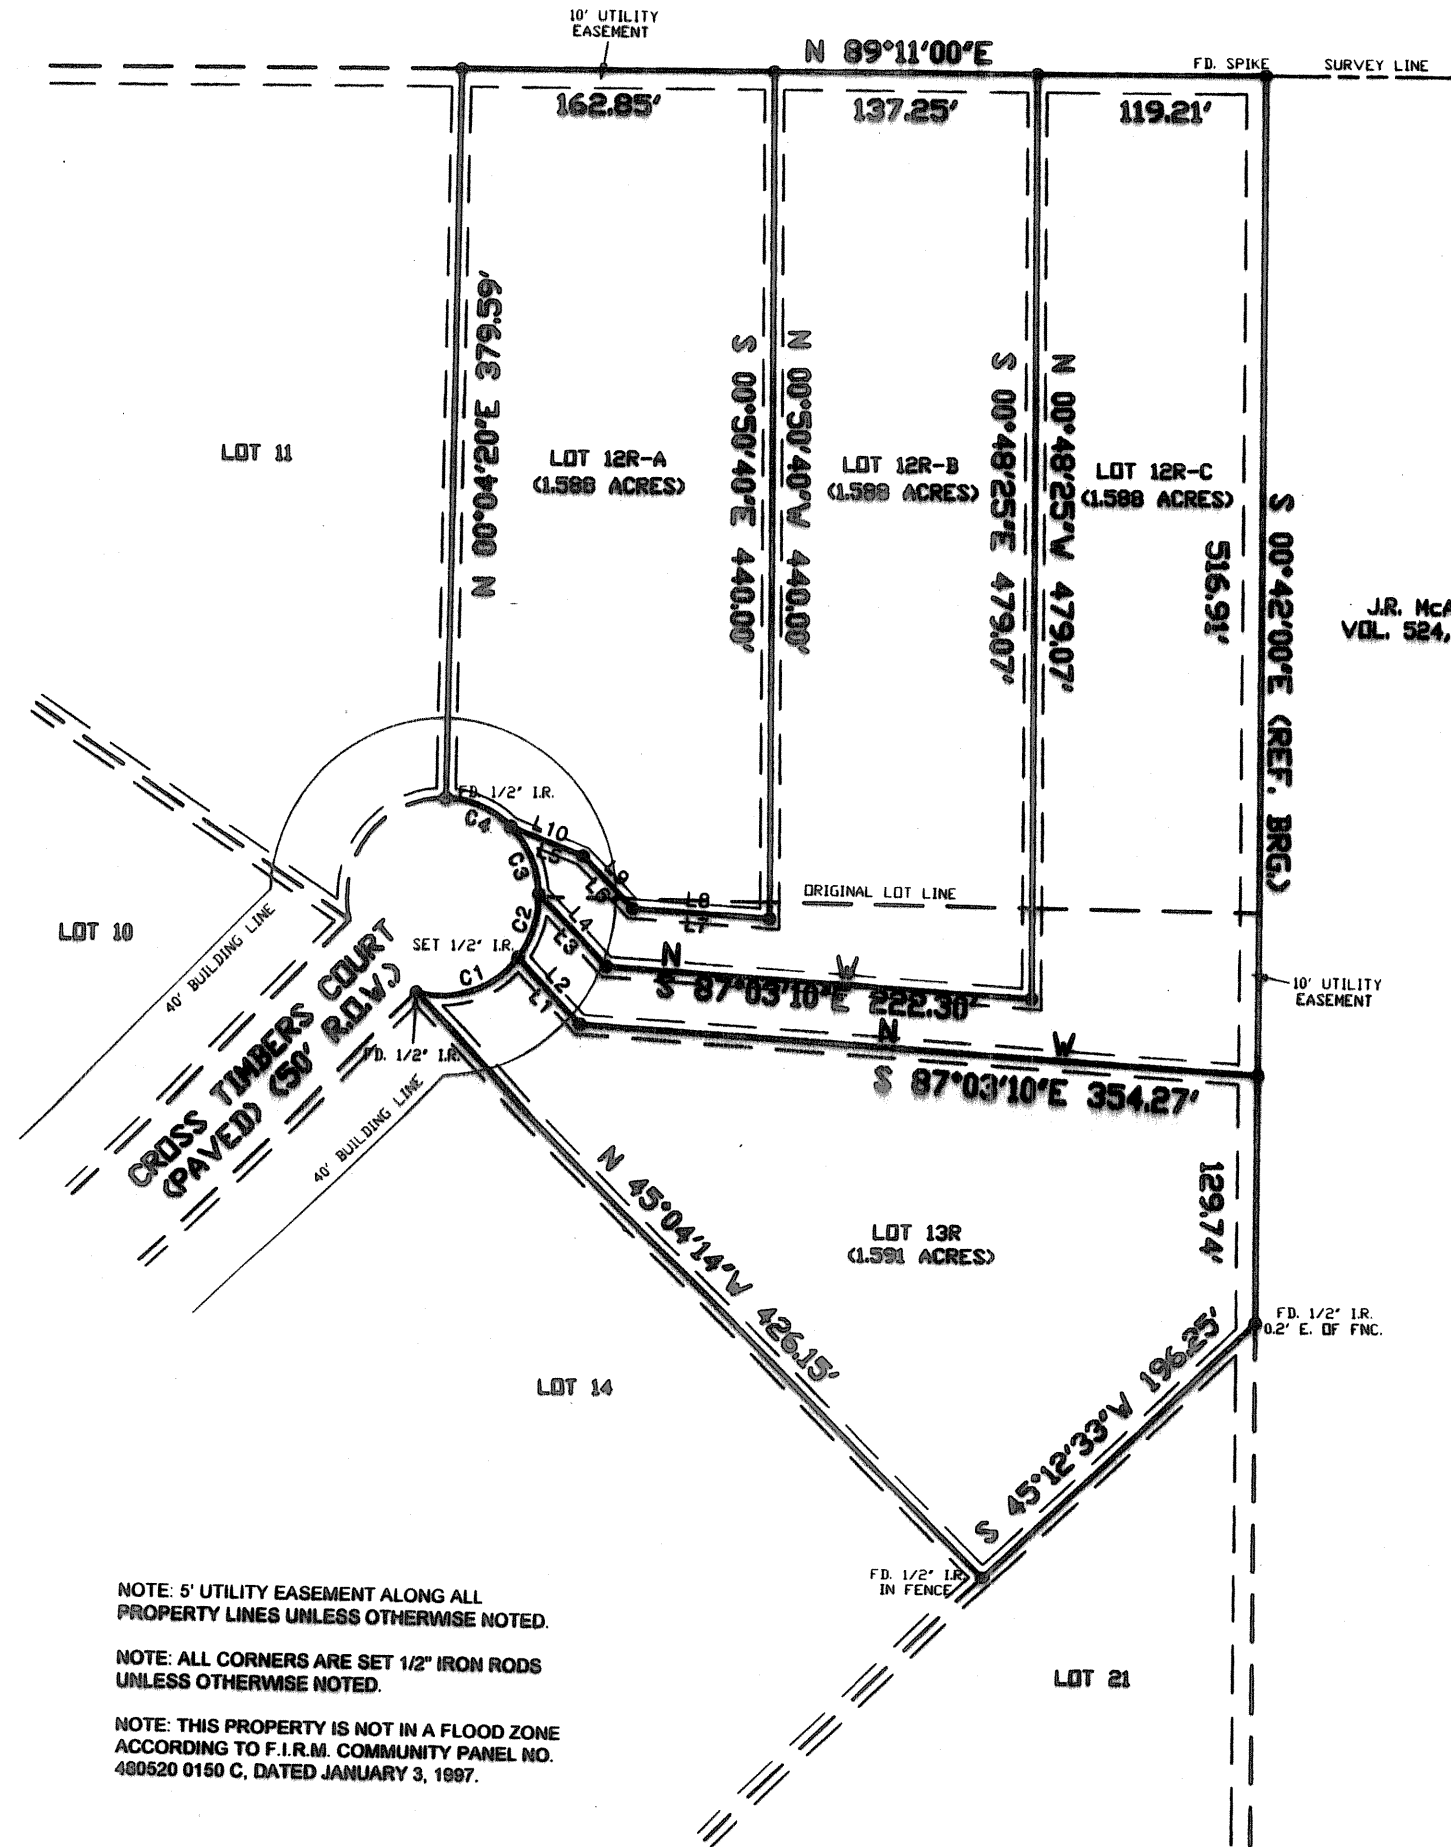 10' UTILITY
EASEMENT
N 89°11'00"E
FD. SPIKE
SURVEY LINE
162.85'
137.25'
119.21'
N 00°04'20"E 379.59'
S 00°50'40"E 440.00'
N 00°50'40"W 440.00'
S 00°48'25"E 479.07'
N 00°48'25"W 479.07'
516.91'
S 00°42'00"E (REF. BRG.)
LOT 11
LOT 12R-A
(1.588 ACRES)
LOT 12R-B
(1.588 ACRES)
LOT 12R-C
(1.588 ACRES)
J.R. McA
VOL. 524,
FD. 1/2" I.R.
C4
L10
L5
C3
L9
L6
L8
L7
ORIGINAL LOT LINE
LOT 10
40' BUILDING LINE
SET 1/2" I.R.
C2
L4
L3
C1
L2
L1
N W
S 87°03'10"E 222.30'
10' UTILITY
EASEMENT
N W
S 87°03'10"E 354.27'
CROSS TIMBERS COURT
(PAVED) (50' R.O.W.)
FD. 1/2" I.R.
40' BUILDING LINE
N 45°04'14"W 426.15'
LOT 13R
(1.591 ACRES)
129.74'
FD. 1/2" I.R.
0.2' E. OF FNC.
S 45°12'33"W 196.25'
LOT 14
FD. 1/2" I.R.
IN FENCE
LOT 21
NOTE: 5' UTILITY EASEMENT ALONG ALL
PROPERTY LINES UNLESS OTHERWISE NOTED.
NOTE: ALL CORNERS ARE SET 1/2" IRON RODS
UNLESS OTHERWISE NOTED.
NOTE: THIS PROPERTY IS NOT IN A FLOOD ZONE
ACCORDING TO F.I.R.M. COMMUNITY PANEL NO.
480520 0150 C, DATED JANUARY 3, 1997.